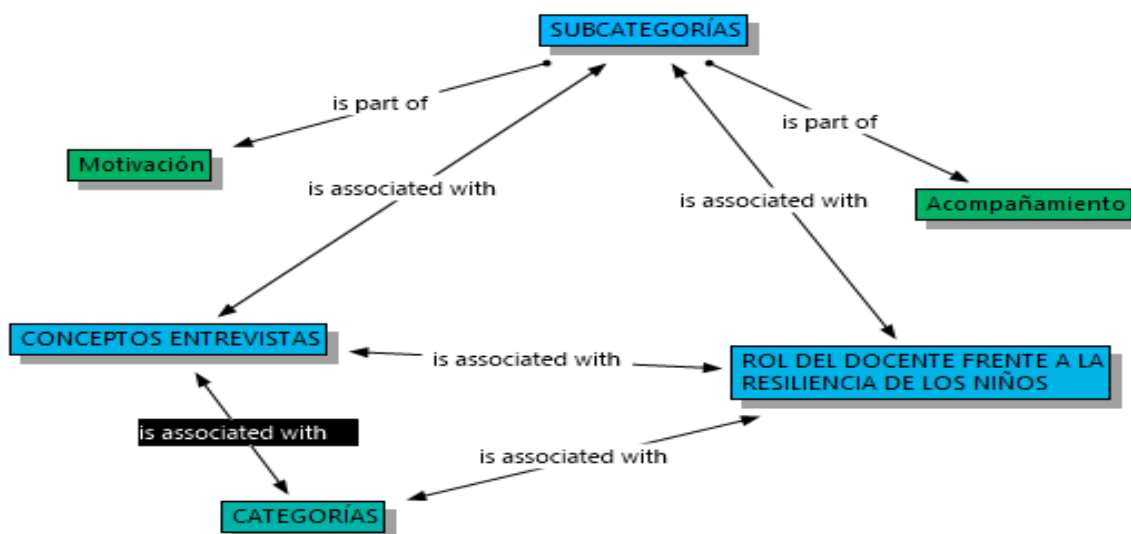 SUBCATEGORÍAS
is part of
is part of
Motivación
is associated with
is associated with
Acompañamiento
CONCEPTOS ENTREVISTAS
is associated with
ROL DEL DOCENTE FRENTE A LA
RESILIENCIA DE LOS NIÑOS
is associated with
is associated with
CATEGORÍAS